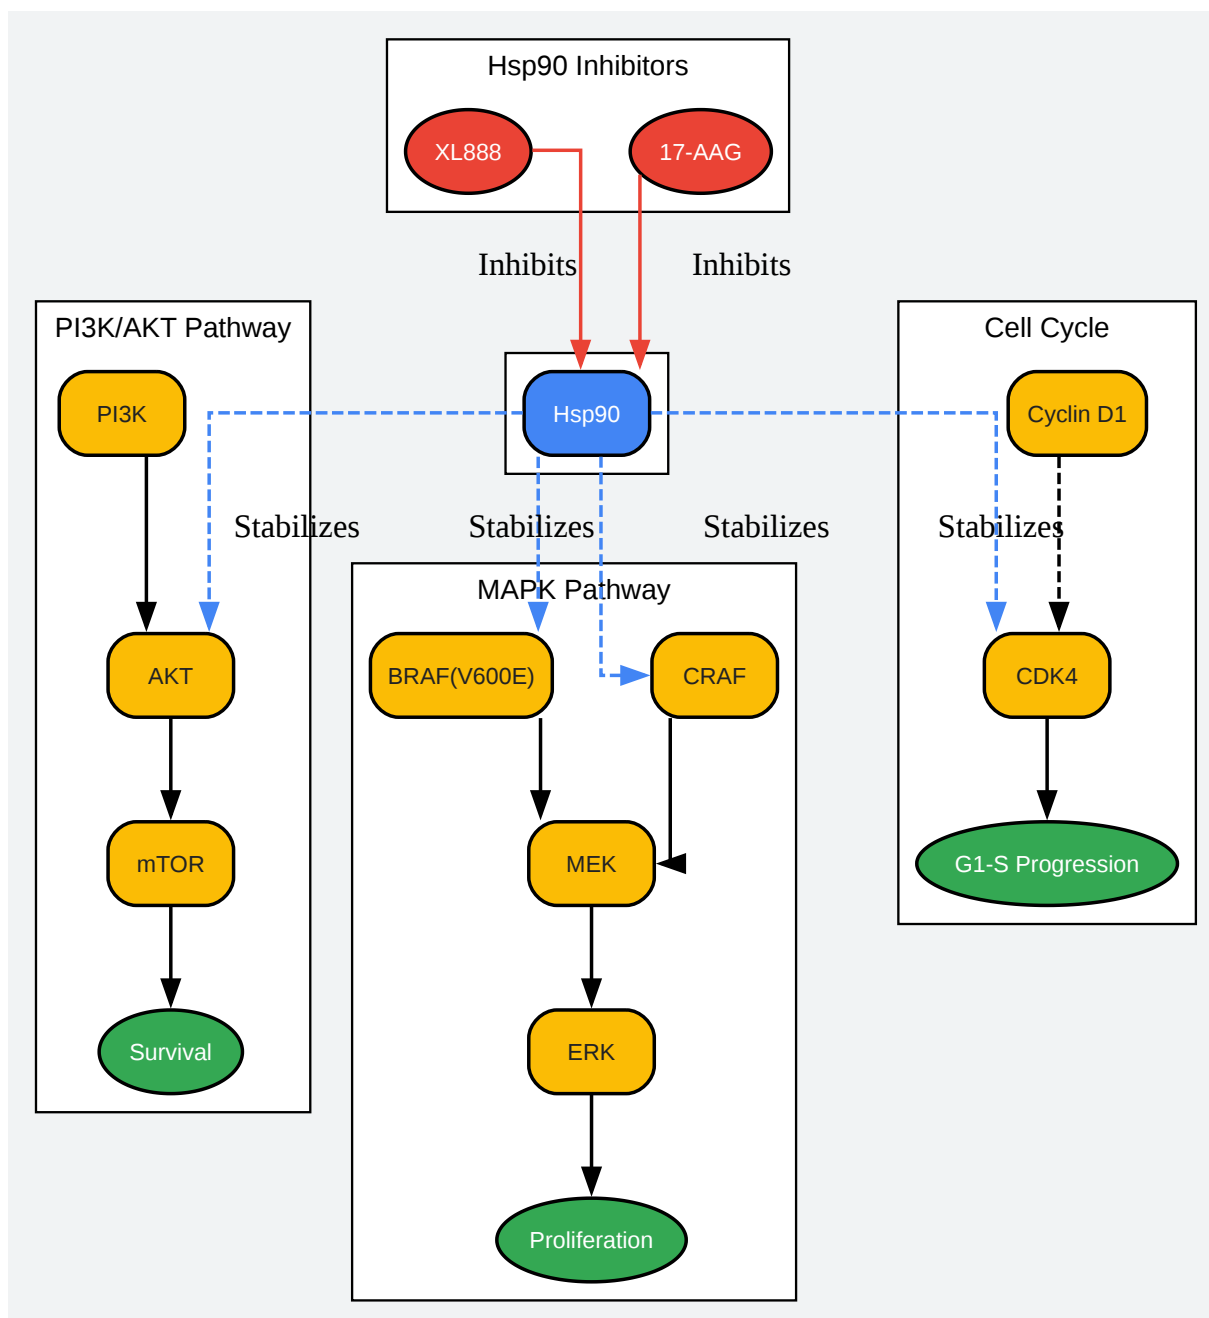 Hsp90 Inhibitors
XL888
17-AAG
Inhibits
Inhibits
PI3K/AKT Pathway
Cell Cycle
PI3K
Hsp90
Cyclin D1
Stabilizes
Stabilizes
Stabilizes
Stabilizes
MAPK Pathway
AKT
BRAF(V600E)
CRAF
CDK4
mTOR
MEK
G1-S Progression
Survival
ERK
Proliferation